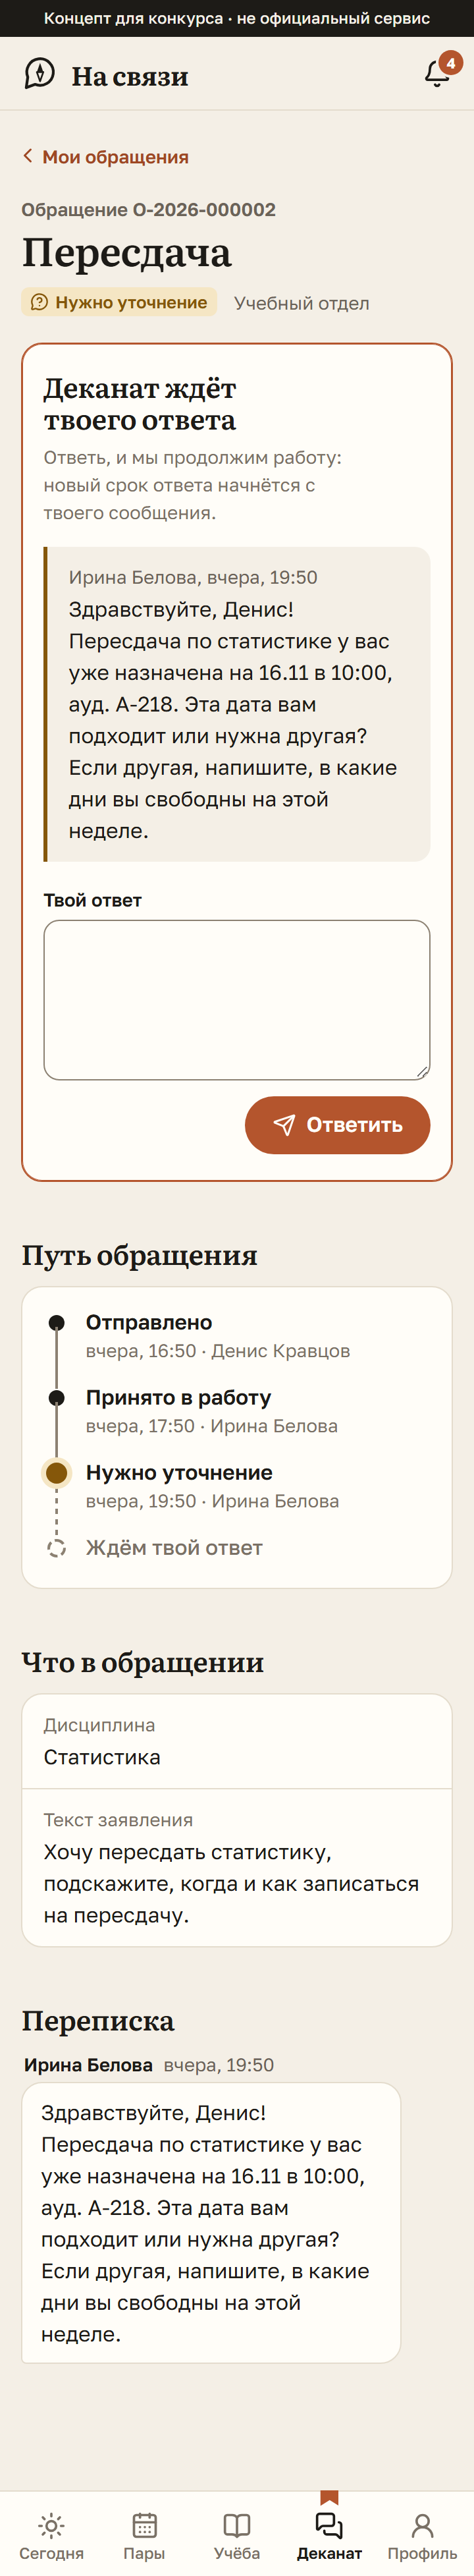 Концепт для конкурса · не официальный сервис
На связи
4
Мои обращения
Обращение О-2026-000002
Пересдача
Нужно уточнение
Учебный отдел
Деканат ждёт
твоего ответа
Ответь, и мы продолжим работу:
новый срок ответа начнётся с
твоего сообщения.
Ирина Белова, вчера, 19:50
Здравствуйте, Денис!
Пересдача по статистике у вас
уже назначена на 16.11 в 10:00,
ауд. А-218. Эта дата вам
подходит или нужна другая?
Если другая, напишите, в какие
дни вы свободны на этой
неделе.
Твой ответ
Ответить
Путь обращения
Отправлено
вчера, 16:50 · Денис Кравцов
Принято в работу
вчера, 17:50 · Ирина Белова
Нужно уточнение
вчера, 19:50 · Ирина Белова
Ждём твой ответ
Что в обращении
Дисциплина
Статистика
Текст заявления
Хочу пересдать статистику,
подскажите, когда и как записаться
на пересдачу.
Переписка
Ирина Белова вчера, 19:50
Здравствуйте, Денис!
Пересдача по статистике у вас
уже назначена на 16.11 в 10:00,
ауд. А-218. Эта дата вам
подходит или нужна другая?
Если другая, напишите, в какие
дни вы свободны на этой
неделе.
Сегодня
Пары
Учёба
Деканат
Профиль